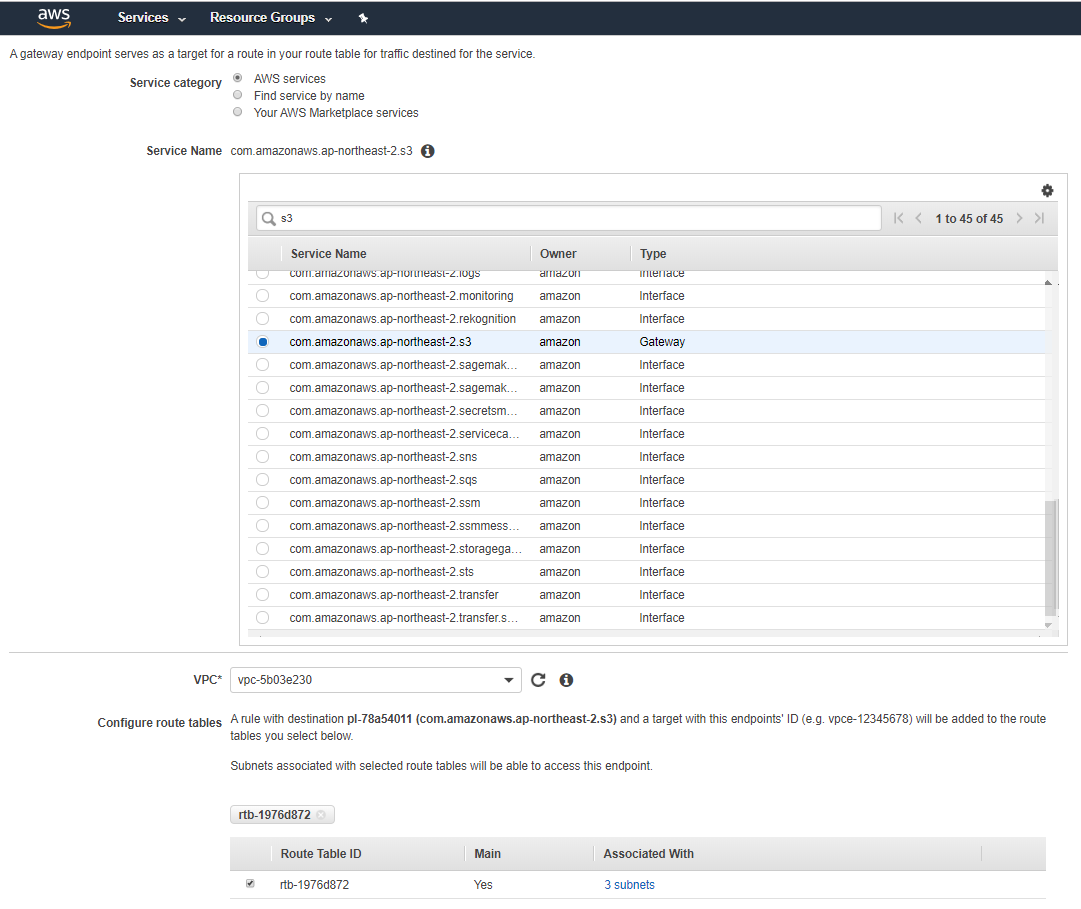 aws Services Resource Groups
A gateway endpoint serves as a target for a route in your route table for traffic destined for the service.
Service category
AWS services
Find service by name
Your AWS Marketplace services
Service Name com.amazonaws.ap-northeast-2.s3
s3
1 to 45 of 45
Service Name Owner Type
com.amazonaws.ap-northeast-2.logs amazon Interface
com.amazonaws.ap-northeast-2.monitoring amazon Interface
com.amazonaws.ap-northeast-2.rekognition amazon Interface
com.amazonaws.ap-northeast-2.s3 amazon Gateway
com.amazonaws.ap-northeast-2.sagemak... amazon Interface
com.amazonaws.ap-northeast-2.sagemak... amazon Interface
com.amazonaws.ap-northeast-2.secretsm... amazon Interface
com.amazonaws.ap-northeast-2.serviceca... amazon Interface
com.amazonaws.ap-northeast-2.sns amazon Interface
com.amazonaws.ap-northeast-2.sqs amazon Interface
com.amazonaws.ap-northeast-2.ssm amazon Interface
com.amazonaws.ap-northeast-2.ssmmess... amazon Interface
com.amazonaws.ap-northeast-2.storagega... amazon Interface
com.amazonaws.ap-northeast-2.sts amazon Interface
com.amazonaws.ap-northeast-2.transfer amazon Interface
com.amazonaws.ap-northeast-2.transfer.s... amazon Interface
VPC* vpc-5b03e230
Configure route tables A rule with destination pl-78a54011 (com.amazonaws.ap-northeast-2.s3) and a target with this endpoints' ID (e.g. vpce-12345678) will be added to the route
tables you select below.
Subnets associated with selected route tables will be able to access this endpoint.
rtb-1976d872
Route Table ID Main Associated With
rtb-1976d872 Yes 3 subnets